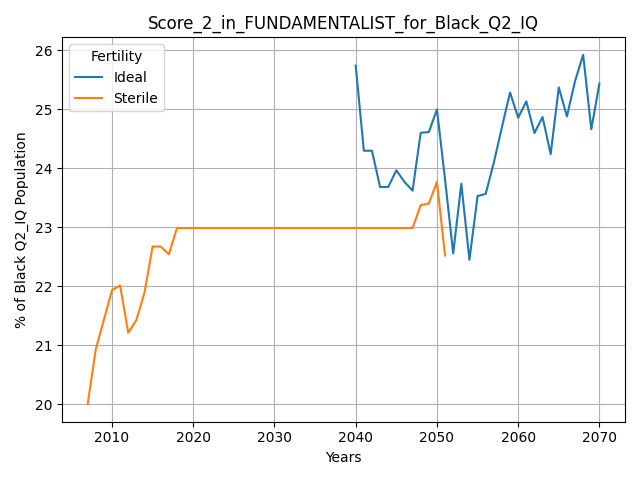 Score_2_in_FUNDAMENTALIST_for_Black_Q2_IQ
Fertility
Ideal
Sterile
% of Black Q2_IQ Population
26
25
24
23
22
21
20
2010 2020 2030 2040 2050 2060 2070
Years